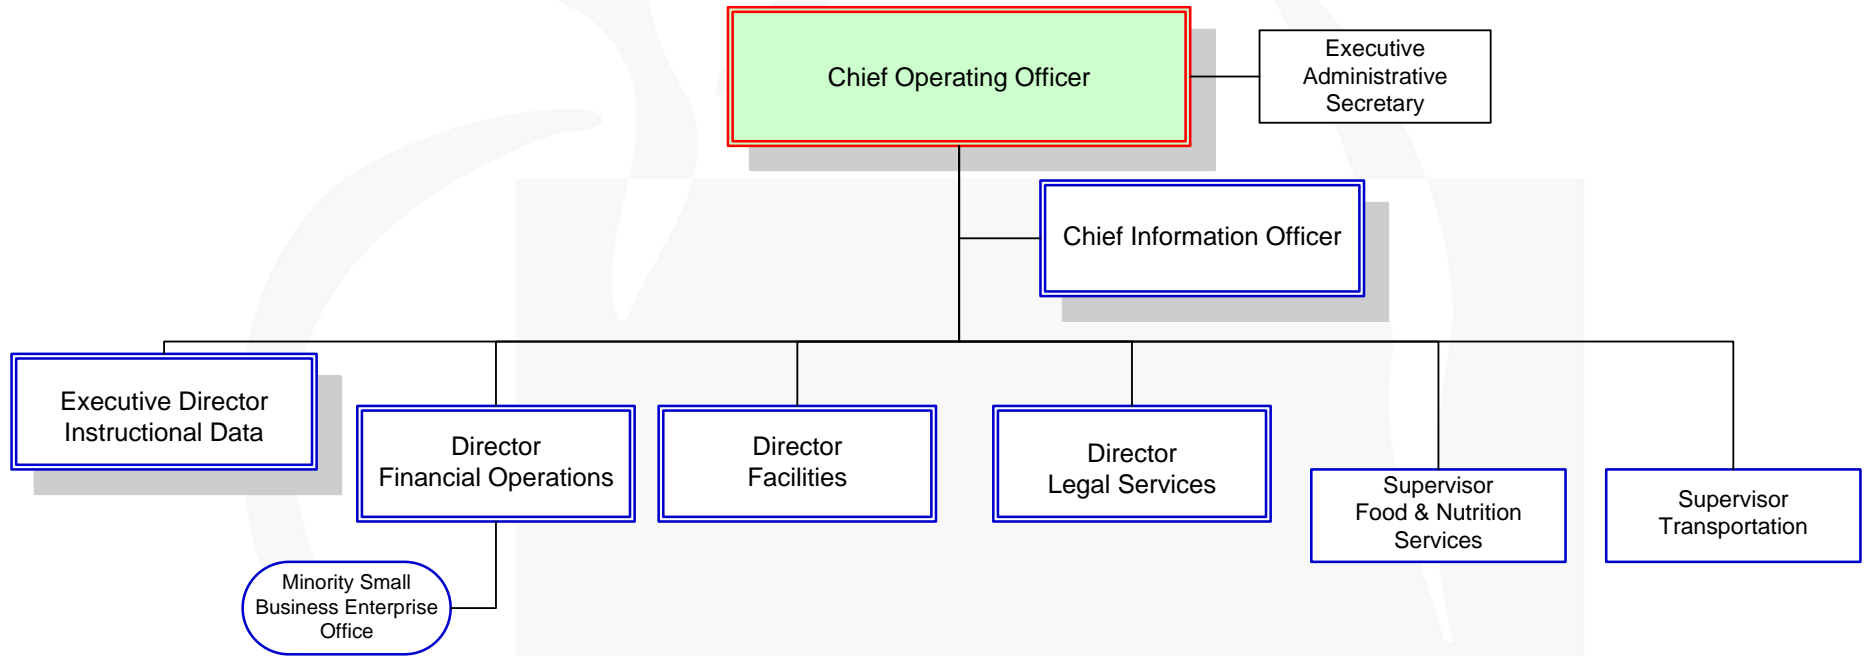 Chief Operating Officer
Executive
Administrative
Secretary
Chief Information Officer
Executive Director
Instructional Data
Director
Financial Operations
Director
Facilities
Director
Legal Services
Supervisor
Food & Nutrition
Services
Supervisor
Transportation
Minority Small
Business Enterprise
Office